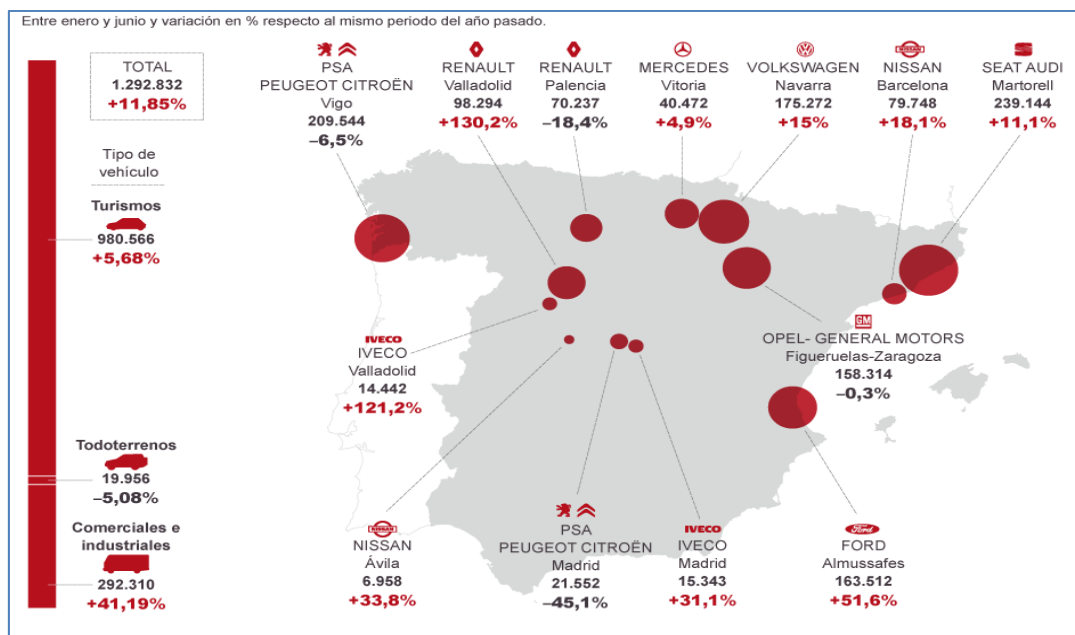 Entre enero y junio y variación en % respecto al mismo periodo del año pasado.
TOTAL
1.292.832
+11,85%
Tipo de
vehículo
Turismos
980.566
+5,68%
Todoterrenos
19.956
–5,08%
Comerciales e
industriales
292.310
+41,19%
PSA
PEUGEOT CITROËN
Vigo
209.544
–6,5%
RENAULT
Valladolid
98.294
+130,2%
RENAULT
Palencia
70.237
–18,4%
MERCEDES
Vitoria
40.472
+4,9%
VOLKSWAGEN
Navarra
175.272
+15%
NISSAN
NISSAN
Barcelona
79.748
+18,1%
SEAT AUDI
Martorell
239.144
+11,1%
IVECO
IVECO
Valladolid
14.442
+121,2%
GM
OPEL- GENERAL MOTORS
Figueruelas-Zaragoza
158.314
–0,3%
NISSAN
NISSAN
Ávila
6.958
+33,8%
PSA
PEUGEOT CITROËN
Madrid
21.552
–45,1%
IVECO
IVECO
Madrid
15.343
+31,1%
Ford
FORD
Almussafes
163.512
+51,6%